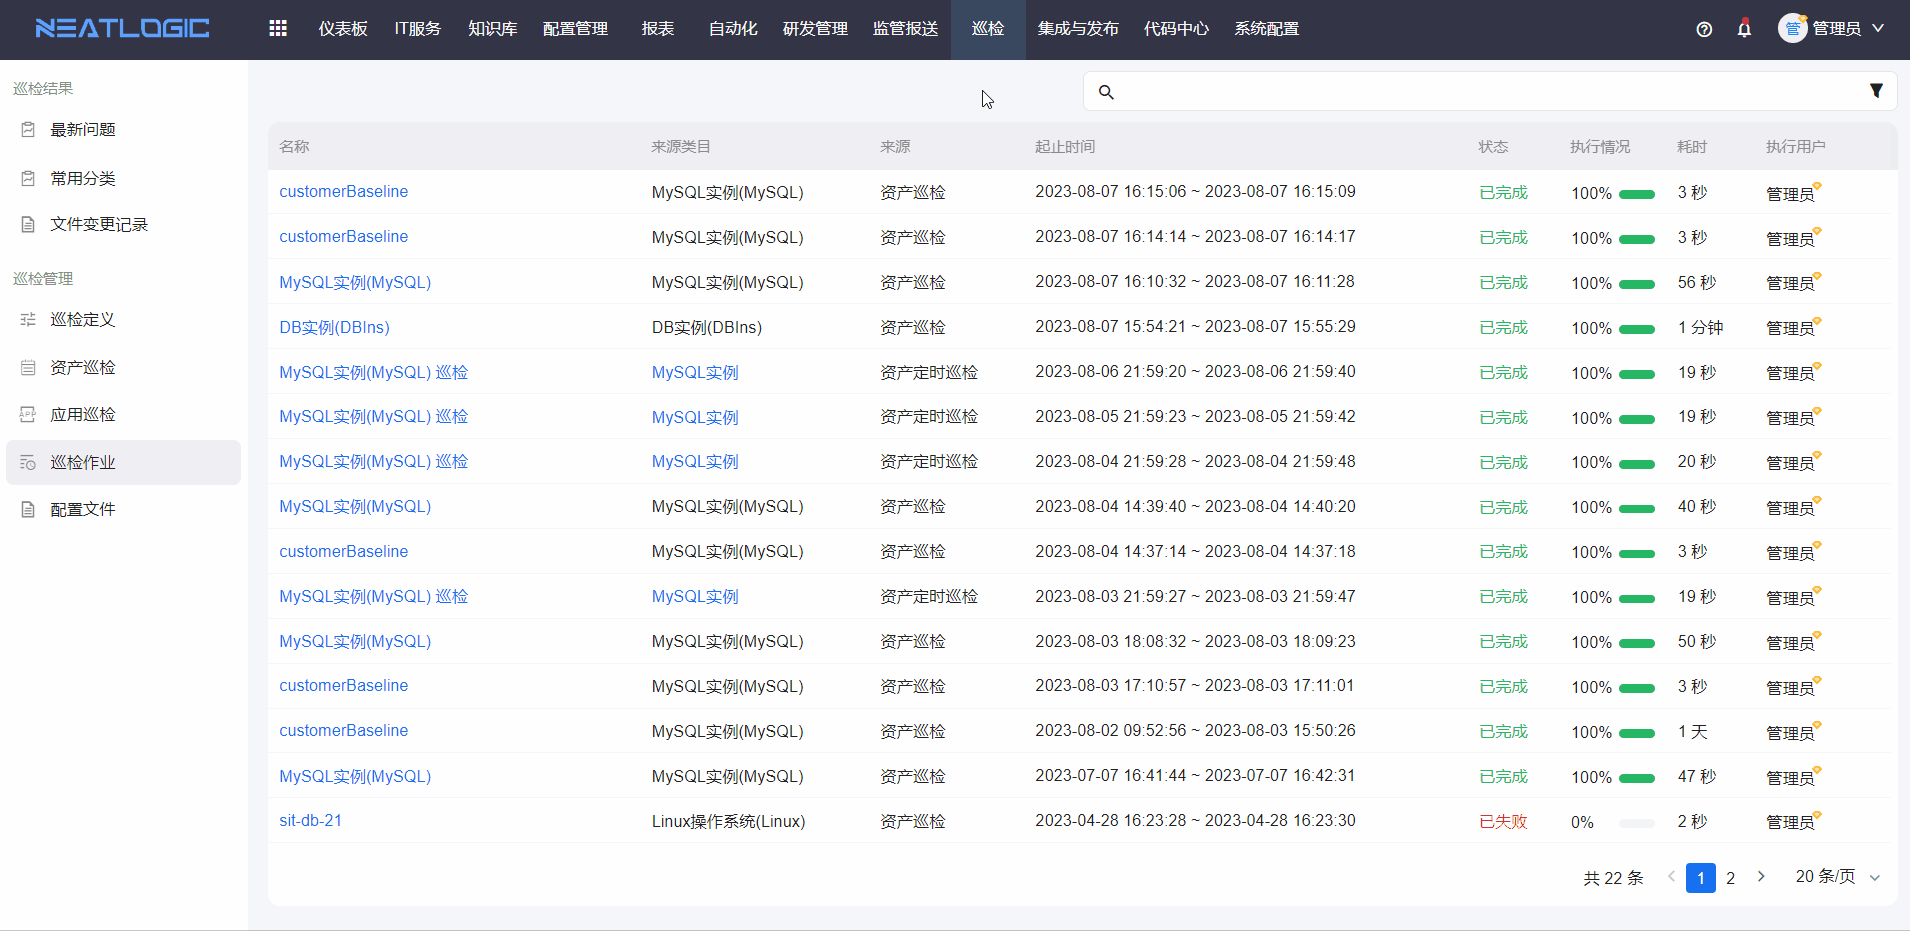 NEATLOGIC 仪表板 IT服务 知识库 配置管理 报表 自动化 研发管理 监管报送 巡检 集成与发布 代码中心 系统配置 管 管理员
巡检结果
最新问题
常用分类
文件变更记录
巡检管理
巡检定义
资产巡检
应用巡检
巡检作业
配置文件
名称 来源类目 来源 起止时间 状态 执行情况 耗时 执行用户
customerBaseline MySQL实例(MySQL) 资产巡检 2023-08-07 16:15:06 ~ 2023-08-07 16:15:09 已完成 100% 3 秒 管理员
customerBaseline MySQL实例(MySQL) 资产巡检 2023-08-07 16:14:14 ~ 2023-08-07 16:14:17 已完成 100% 3 秒 管理员
MySQL实例(MySQL) MySQL实例(MySQL) 资产巡检 2023-08-07 16:10:32 ~ 2023-08-07 16:11:28 已完成 100% 56 秒 管理员
DB实例(DBIns) DB实例(DBIns) 资产巡检 2023-08-07 15:54:21 ~ 2023-08-07 15:55:29 已完成 100% 1 分钟 管理员
MySQL实例(MySQL) 巡检 MySQL实例 资产定时巡检 2023-08-06 21:59:20 ~ 2023-08-06 21:59:40 已完成 100% 19 秒 管理员
MySQL实例(MySQL) 巡检 MySQL实例 资产定时巡检 2023-08-05 21:59:23 ~ 2023-08-05 21:59:42 已完成 100% 19 秒 管理员
MySQL实例(MySQL) 巡检 MySQL实例 资产定时巡检 2023-08-04 21:59:28 ~ 2023-08-04 21:59:48 已完成 100% 20 秒 管理员
MySQL实例(MySQL) MySQL实例(MySQL) 资产巡检 2023-08-04 14:39:40 ~ 2023-08-04 14:40:20 已完成 100% 40 秒 管理员
customerBaseline MySQL实例(MySQL) 资产巡检 2023-08-04 14:37:14 ~ 2023-08-04 14:37:18 已完成 100% 3 秒 管理员
MySQL实例(MySQL) 巡检 MySQL实例 资产定时巡检 2023-08-03 21:59:27 ~ 2023-08-03 21:59:47 已完成 100% 19 秒 管理员
MySQL实例(MySQL) MySQL实例(MySQL) 资产巡检 2023-08-03 18:08:32 ~ 2023-08-03 18:09:23 已完成 100% 50 秒 管理员
customerBaseline MySQL实例(MySQL) 资产巡检 2023-08-03 17:10:57 ~ 2023-08-03 17:11:01 已完成 100% 3 秒 管理员
customerBaseline MySQL实例(MySQL) 资产巡检 2023-08-02 09:52:56 ~ 2023-08-03 15:50:26 已完成 100% 1 天 管理员
MySQL实例(MySQL) MySQL实例(MySQL) 资产巡检 2023-07-07 16:41:44 ~ 2023-07-07 16:42:31 已完成 100% 47 秒 管理员
sit-db-21 Linux操作系统(Linux) 资产巡检 2023-04-28 16:23:28 ~ 2023-04-28 16:23:30 已失败 0% 2 秒 管理员
共 22 条 1 2 20 条/页